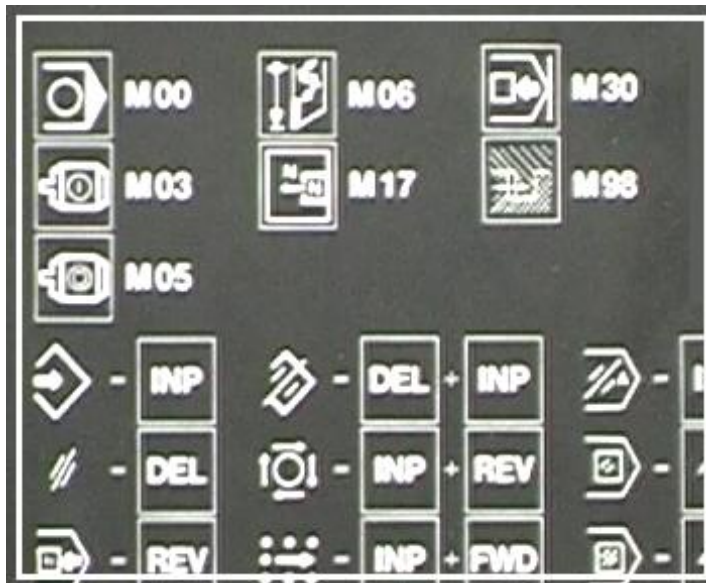 M00 M06 M30
M03 M17 M98
M05
- INP - DEL + INP -
- DEL - INP + REV -
- REV - INP + FWD -